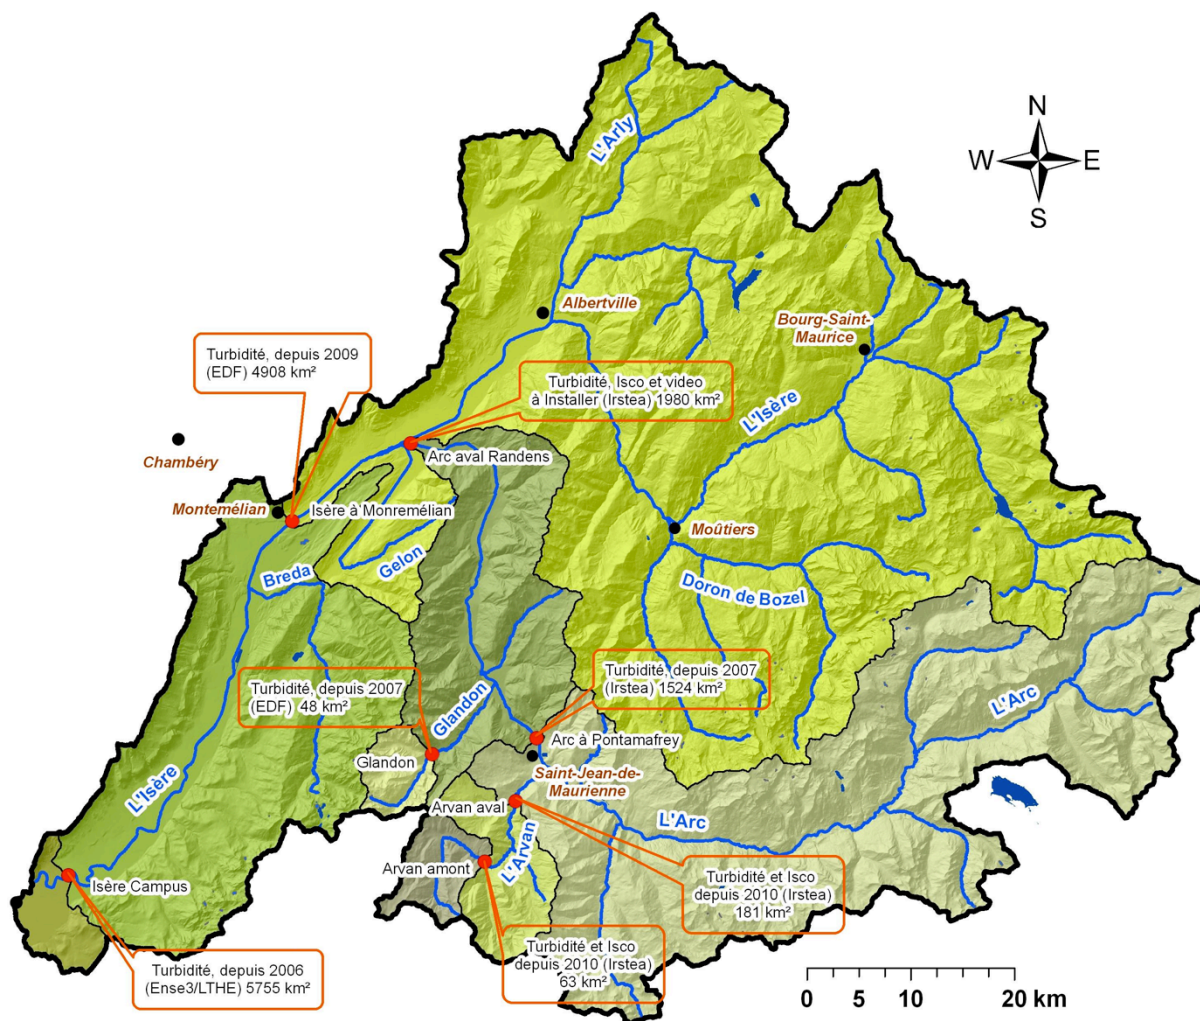 N
W E
S
L'Arly
Albertville
Bourg-Saint-
Maurice
Turbidité, depuis 2009
(EDF) 4908 km²
Turbidité, Isco et video
à Installer (Irstea) 1980 km²
L'Isère
Chambéry
Arc aval Randens
Montemélian
Isère à Monremélian
Moûtiers
Gelon
Breda
Doron de Bozel
Turbidité, depuis 2007
(EDF) 48 km²
Glandon
Turbidité, depuis 2007
(Irstea) 1524 km²
L'Arc
Arc à Pontamafrey
Glandon
Saint-Jean-de-
Maurienne
L'Isère
Arvan aval
L'Arc
L'Arvan
Arvan amont
Isère Campus
Turbidité et Isco
depuis 2010 (Irstea)
181 km²
Turbidité et Isco
depuis 2010 (Irstea)
63 km²
Turbidité, depuis 2006
(Ense3/LTHE) 5755 km²
0 5 10 20 km